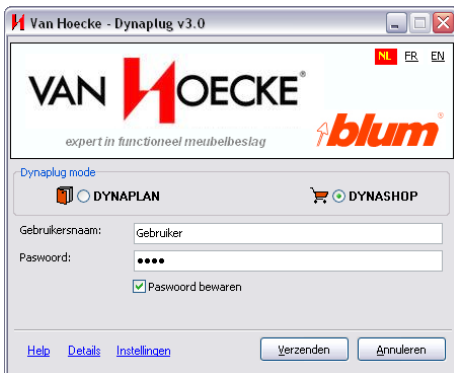 Van Hoecke - Dynaplug v3.0
NL FR EN
VAN HOECKE®
expert in functioneel meubelbeslag
blum®
Dynaplug mode
DYNAPLAN DYNASHOP
Gebruikersnaam: Gebruiker
Paswoord: ••••
Paswoord bewaren
Help Details Instellingen Verzenden Annuleren